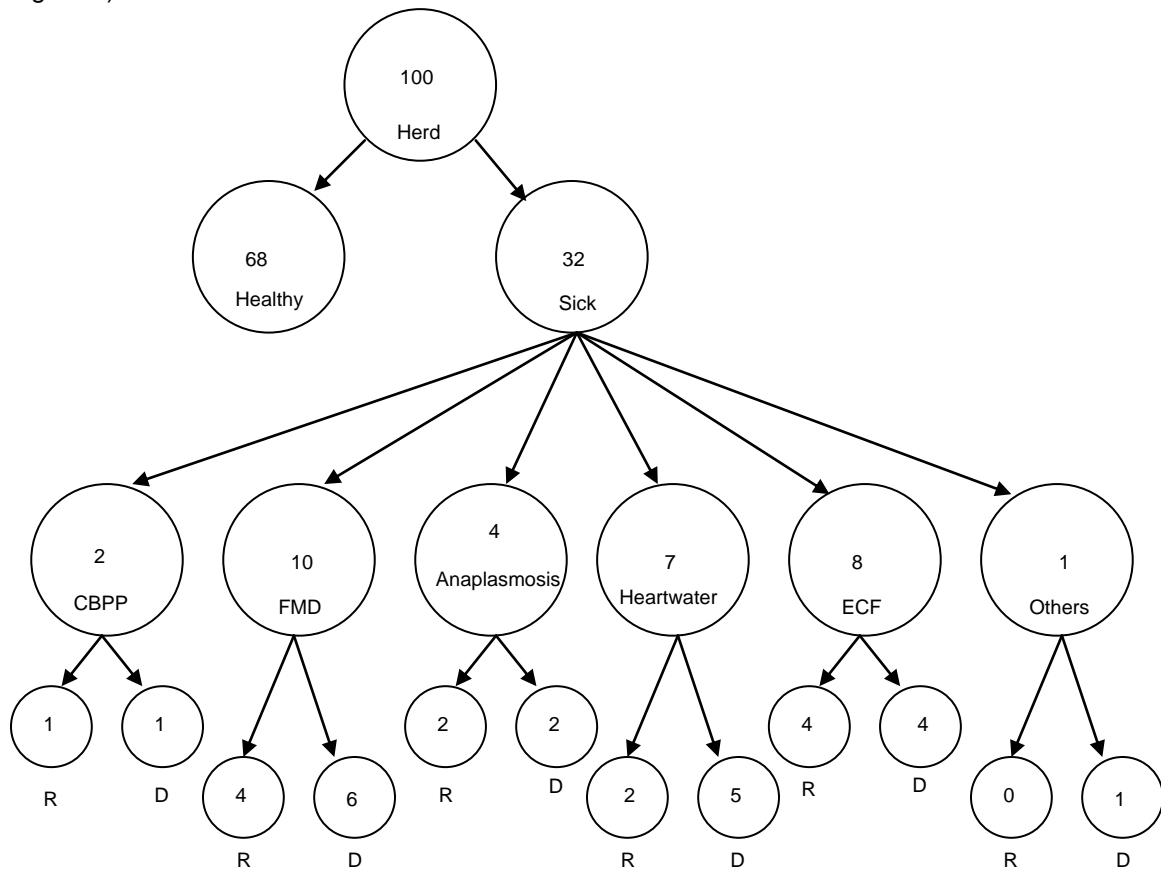 100
Herd
68
Healthy
32
Sick
2
CBPP
10
FMD
4
Anaplasmosis
7
Heartwater
8
ECF
1
Others
1
1
R
D
4
6
R
D
2
2
R
D
2
5
R
D
4
4
R
D
0
1
R
D